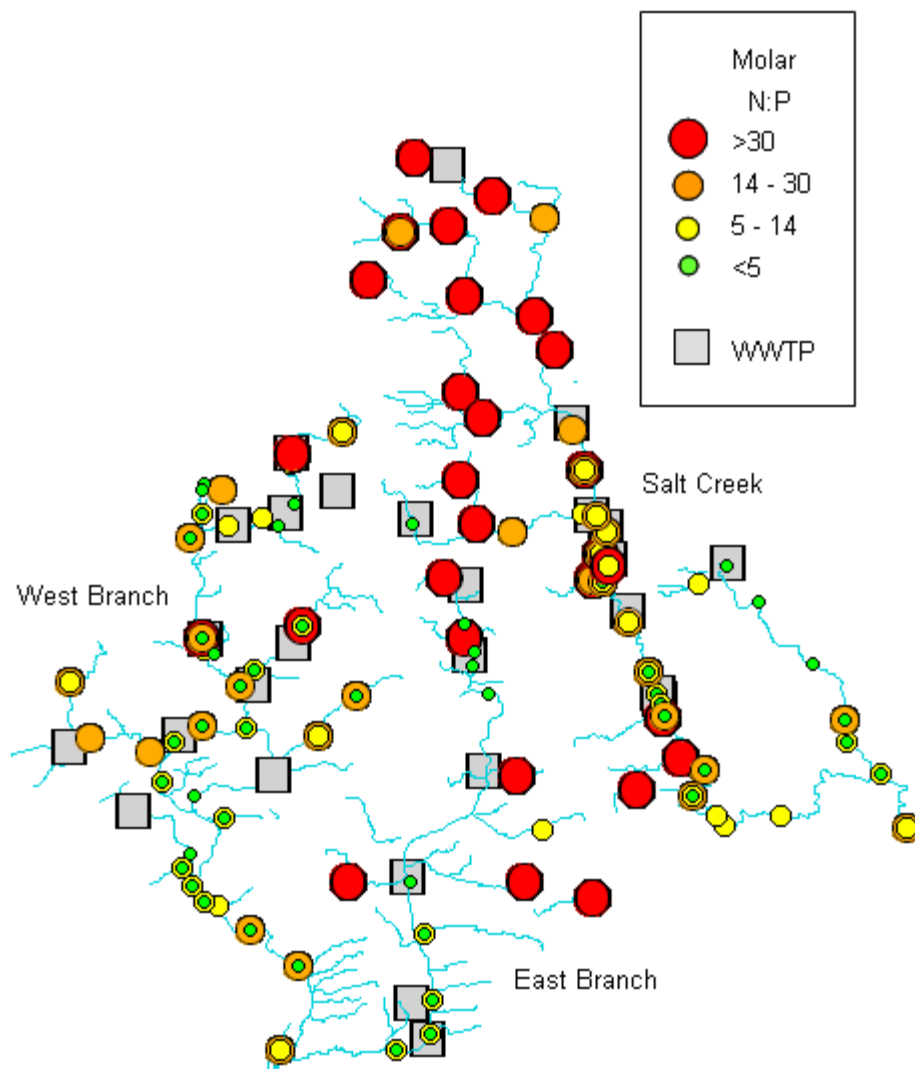 Molar
N:P
>30
14 - 30
5 - 14
<5
WWTP
Salt Creek
West Branch
East Branch